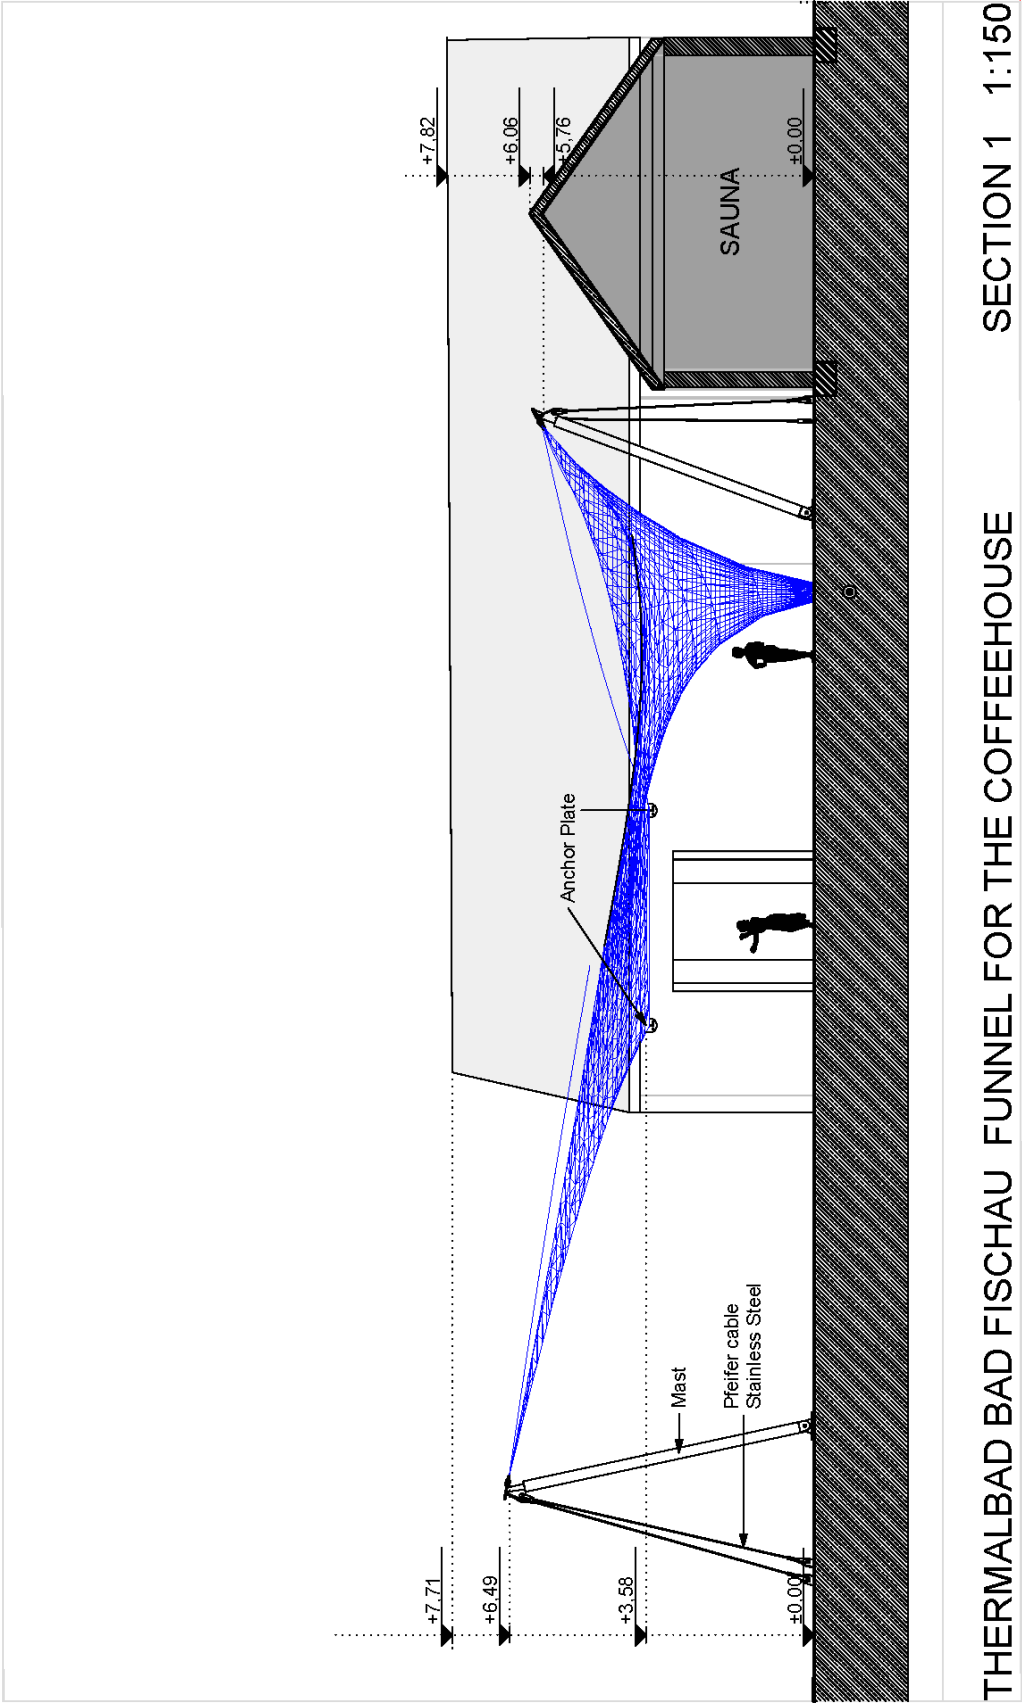 +7,82
+6,06
+5,76
±0,00
SAUNA
Anchor Plate
Mast
Pfeifer cable
Stainless Steel
+7,71
+6,49
+3,58
±0,00
THERMALBAD BAD FISCHAU FUNNEL FOR THE COFFEEHOUSE SECTION 1 1:150